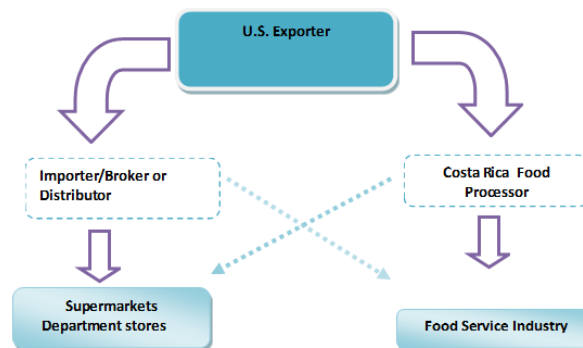 U.S. Exporter
Importer/Broker or
Distributor
Costa Rica Food
Processor
Supermarkets
Department stores
Food Service Industry